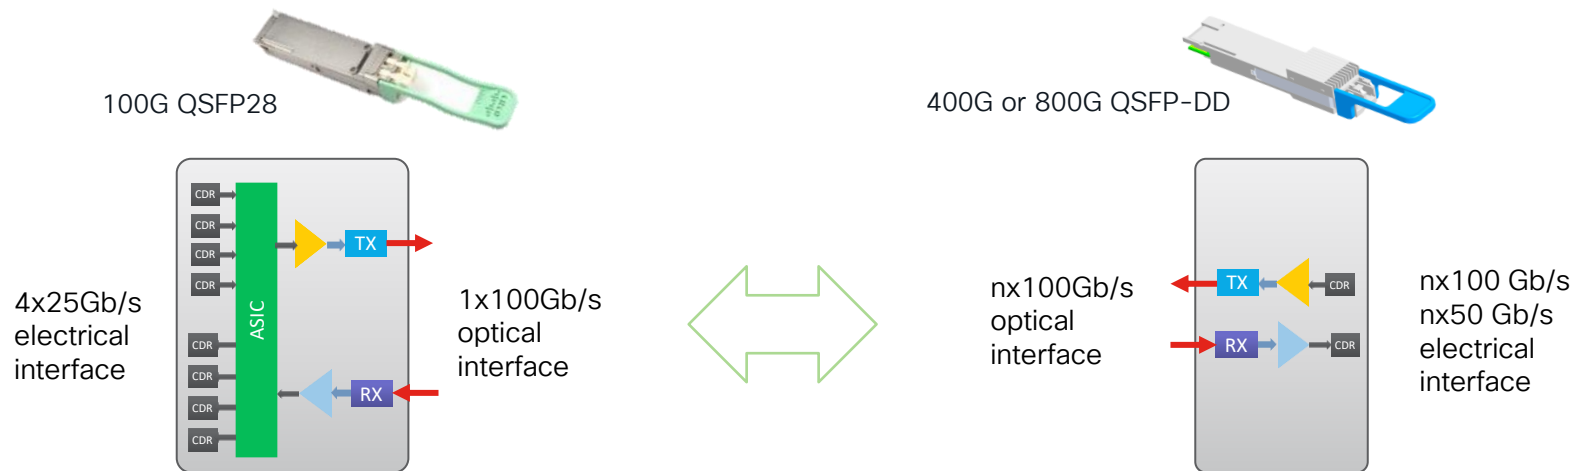 100G QSFP28
400G or 800G QSFP-DD
CDR
CDR
CDR
CDR
CDR
CDR
CDR
CDR
ASIC
TX
RX
4x25Gb/s
electrical
interface
1x100Gb/s
optical
interface
nx100Gb/s
optical
interface
TX
CDR
RX
CDR
nx100 Gb/s
nx50 Gb/s
electrical
interface